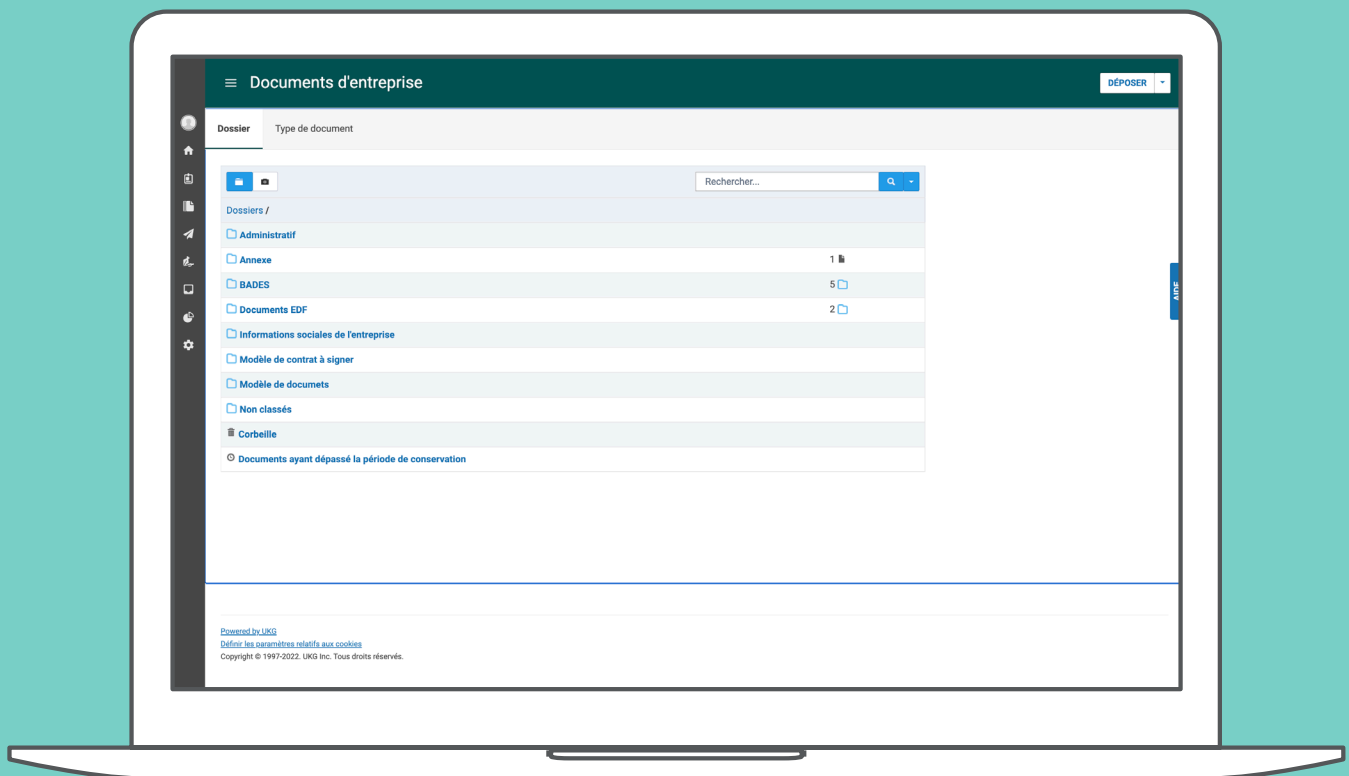 Documents d'entreprise
DÉPOSER
Dossier Type de document
Rechercher...
Dossiers /
Administratif
Annexe 1
BADES 5
Documents EDF 2
AIDE
Informations sociales de l'entreprise
Modèle de contrat à signer
Modèle de documets
Non classés
Corbeille
Documents ayant dépassé la période de conservation
Powered by UKG
Définir les paramètres relatifs aux cookies
Copyright © 1997-2022. UKG Inc. Tous droits réservés.